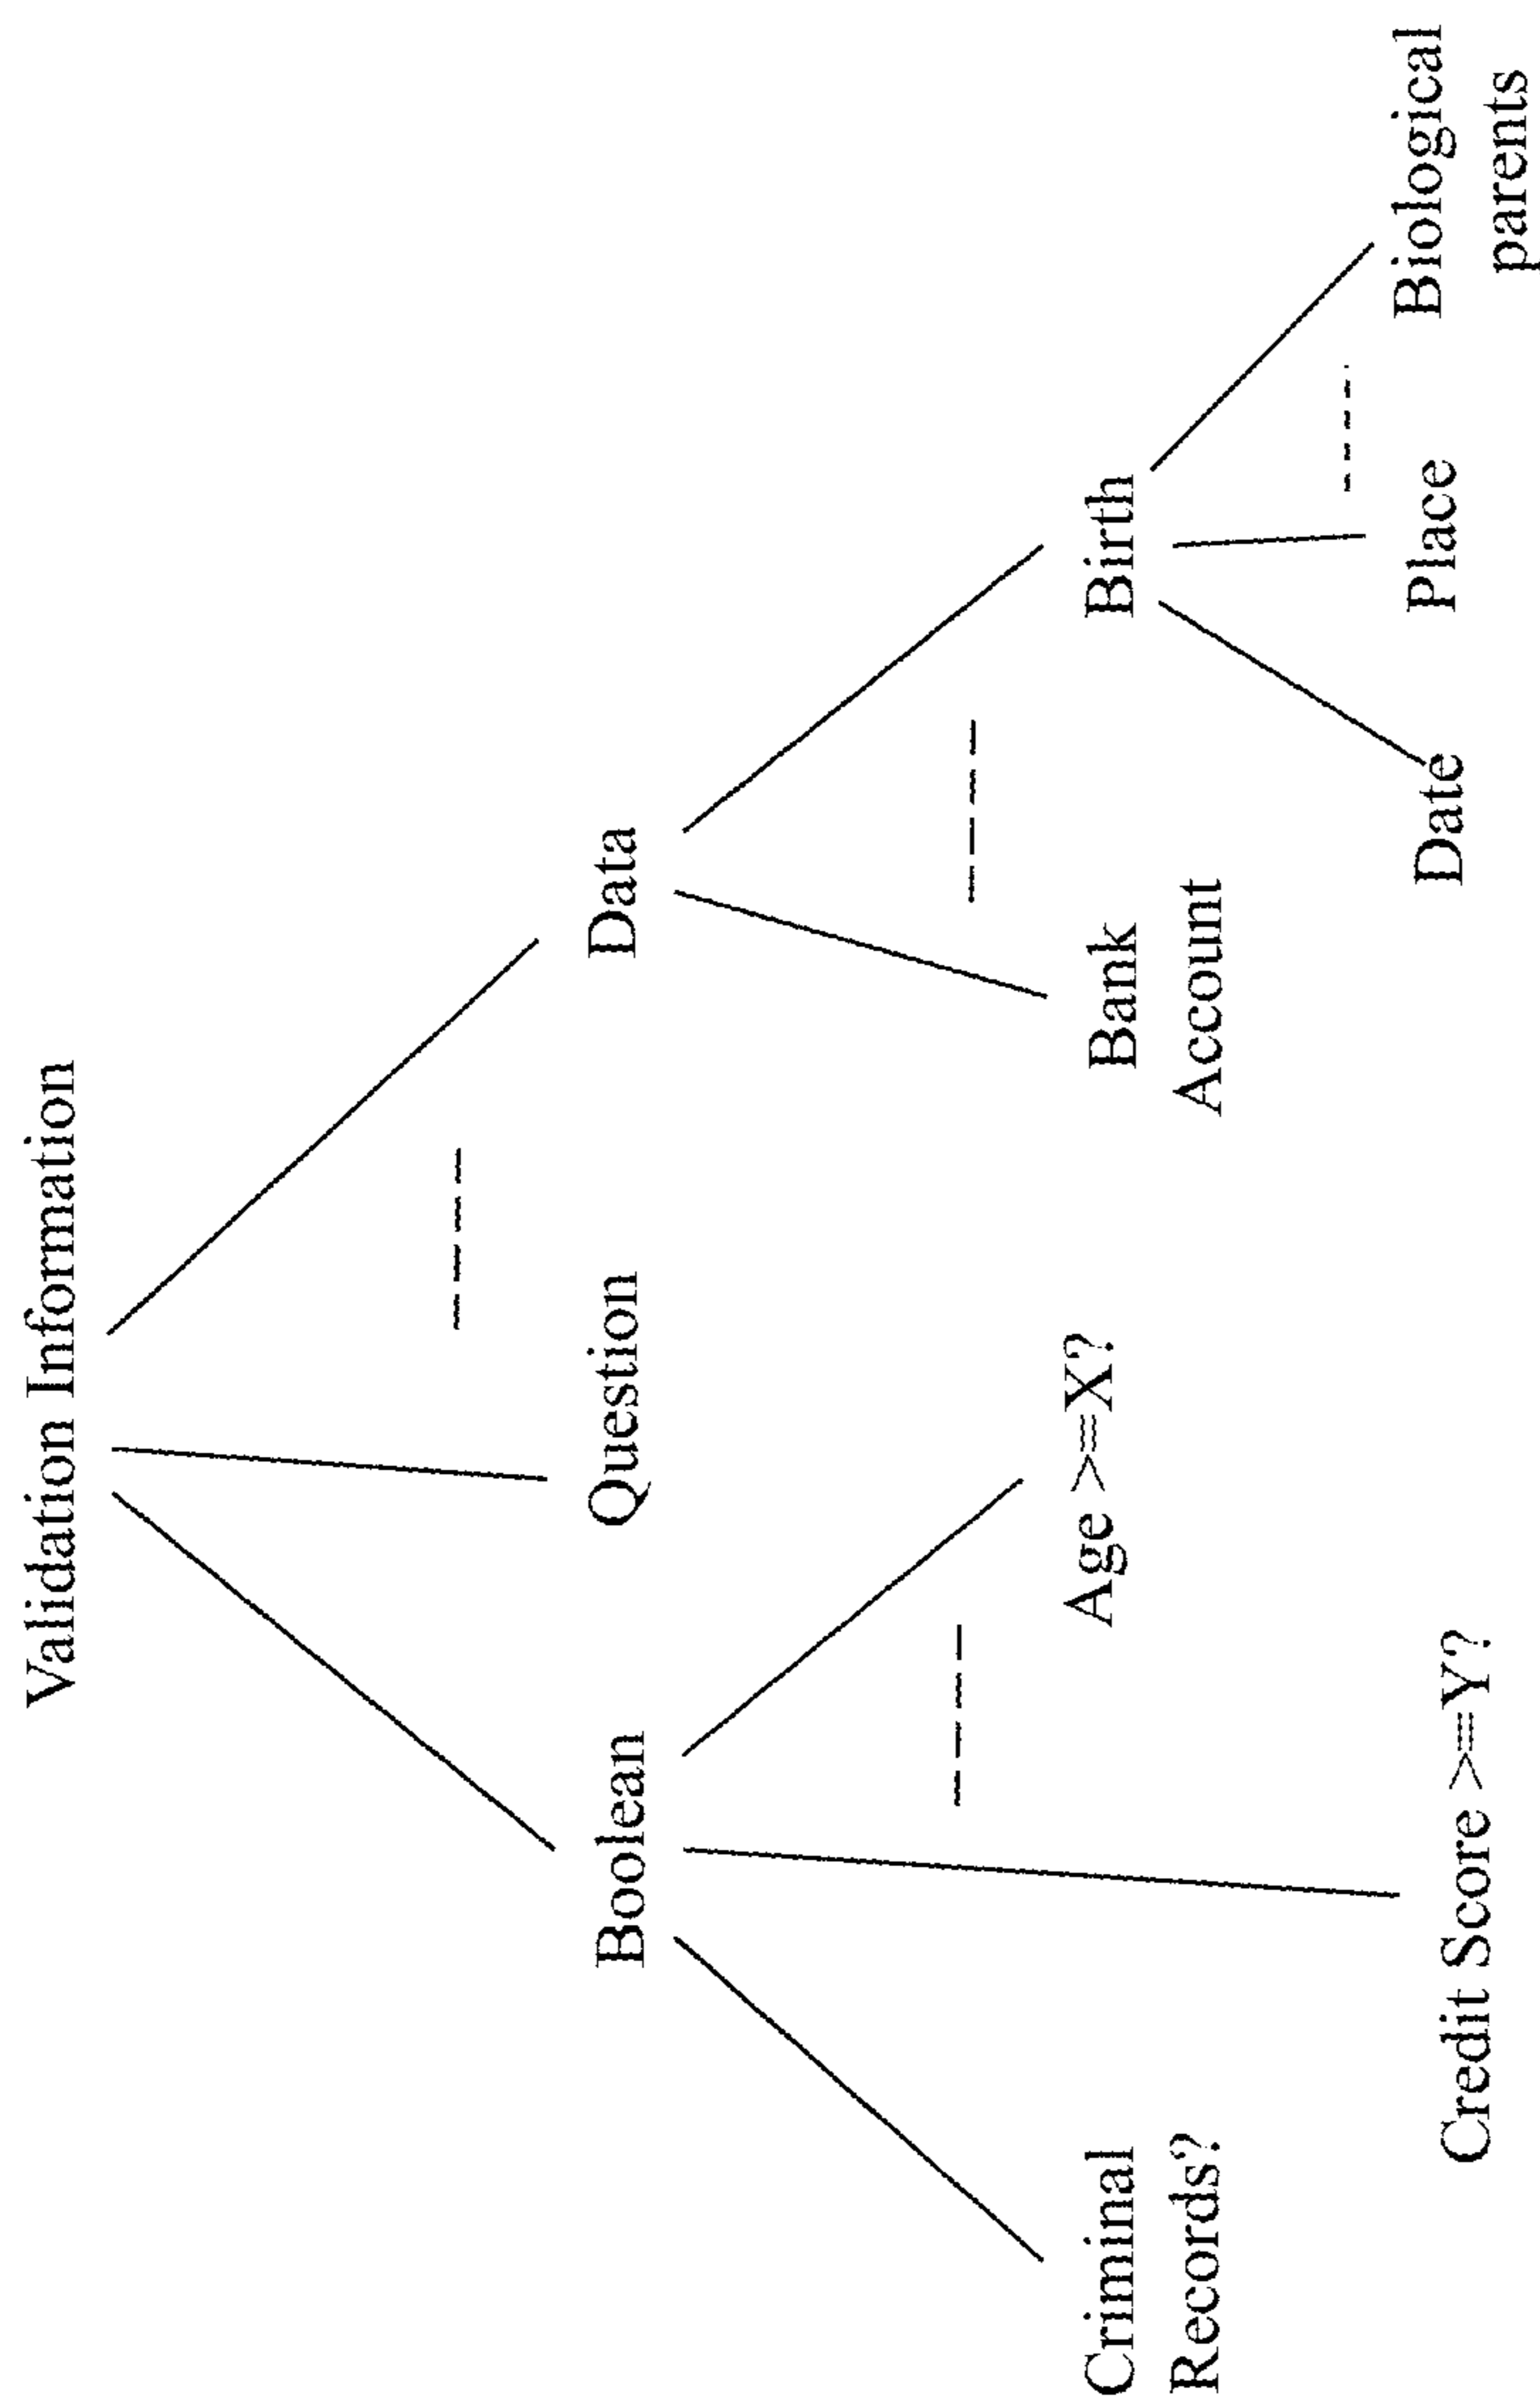 Validation Information
Boolean
Question
Data
Criminal
Records?
Age >=X?
Bank
Account
Birth
Credit Score >=Y?
Date
Place
Biological
parents